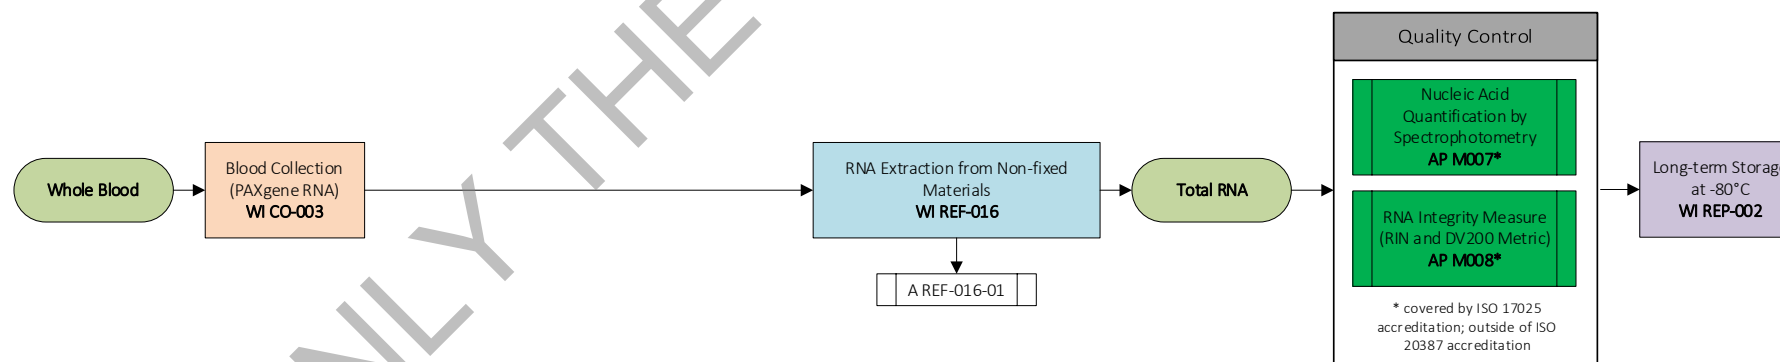 Quality Control
Nucleic Acid
Quantification by
Spectrophotometry
AP M007*
Whole Blood
Blood Collection
(PAXgene RNA)
WI CO-003
RNA Extraction from Non-fixed
Materials
WI REF-016
Total RNA
Long-term Storage
at -80°C
WI REP-002
RNA Integrity Measure
(RIN and DV200 Metric)
AP M008*
A REF-016-01
* covered by ISO 17025
accreditation; outside of ISO
20387 accreditation
NLY THE